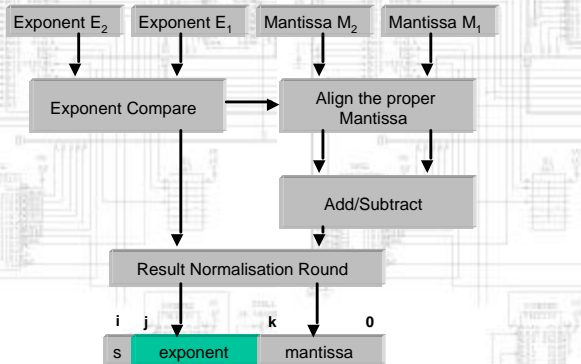 Exponent E₂ Exponent E₁ Mantissa M₂ Mantissa M₁
Exponent Compare
Align the proper
Mantissa
Add/Subtract
Result Normalisation Round
i j k 0
s exponent mantissa